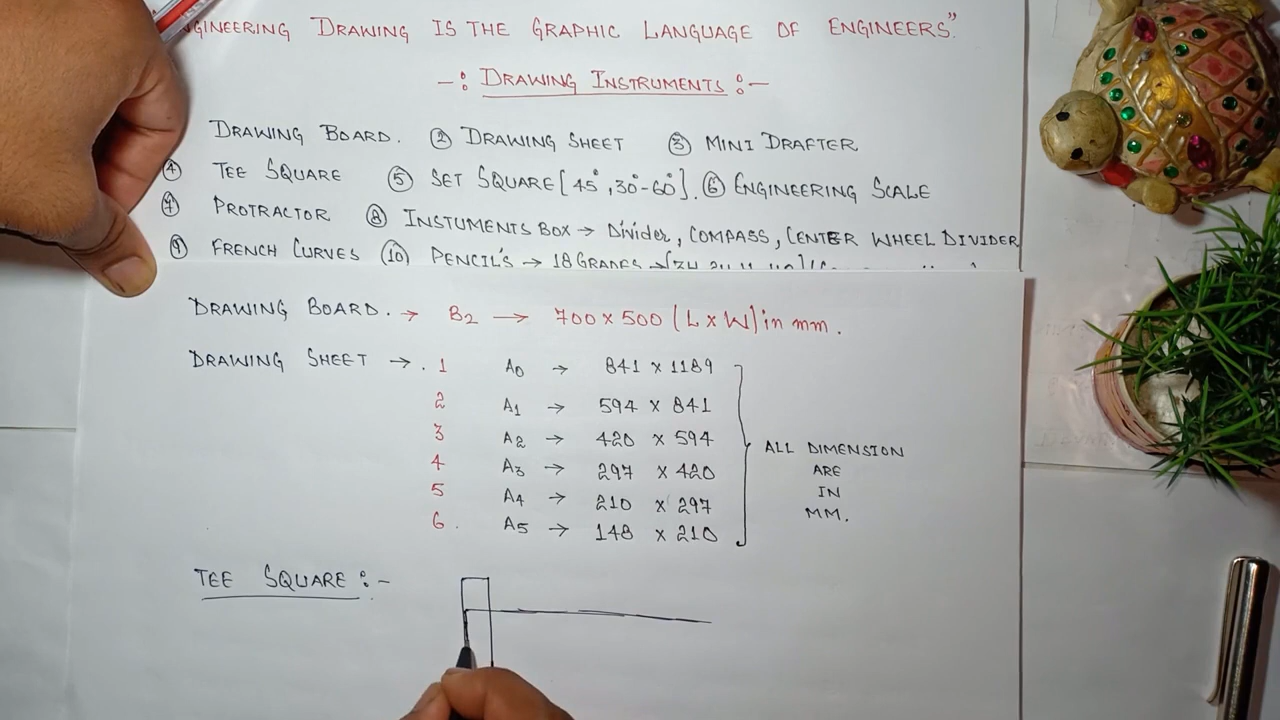 GINEERING DRAWING IS THE GRAPHIC LANGUAGE OF ENGINEERS"
-: DRAWING INSTRUMENTS :-
DRAWING BOARD. ② DRAWING SHEET ③ MINI DRAFTER
④ TEE SQUARE ⑤ SET SQUARE [45°, 30°-60°]. ⑥ ENGINEERING SCALE
⑦ PROTRACTOR ⑧ INSTUMENTS BOX → Divider, COMPASS, CENTER WHEEL DIVIDER
⑨ FRENCH CURVES ⑩ PENCIL'S → 18 GRADES →
DRAWING BOARD. → B2 → 700 x 500 (L x W) in mm.
DRAWING SHEET →. 1 A0 → 841 x 1189
2 A1 → 594 x 841
3 A2 → 420 x 594
4 A3 → 297 x 420
5 A4 → 210 x 297
6. A5 → 148 x 210
ALL DIMENSION
ARE
IN
MM.
TEE SQUARE :-